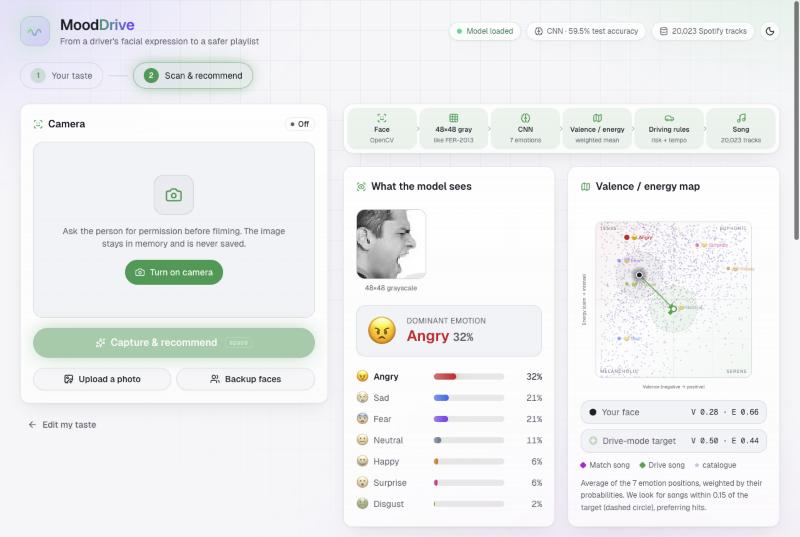 MoodDrive
From a driver's facial expression to a safer playlist
Model loaded
CNN · 59.5% test accuracy
20,023 Spotify tracks
1 Your taste
2 Scan & recommend
Camera
Off
Ask the person for permission before filming. The image
stays in memory and is never saved.
Turn on camera
Capture & recommend space
Upload a photo
Backup faces
Edit my taste
Face
OpenCV
48×48 gray
like FER-2013
CNN
7 emotions
Valence / energy
weighted mean
Driving rules
risk + tempo
Song
20,023 tracks
What the model sees
48×48 grayscale
DOMINANT EMOTION
Angry 32%
Angry 32%
Sad 21%
Fear 21%
Neutral 11%
Happy 6%
Surprise 6%
Disgust 2%
Valence / energy map
TENSE
EUPHORIC
Angry
Surprise
MELANCHOLIC
SERENE
Energy (calm → intense)
Valence (negative → positive)
Your face V 0.28 · E 0.66
Drive-mode target V 0.50 · E 0.44
Match song
Drive song
catalogue
Average of the 7 emotion positions, weighted by their
probabilities. We look for songs within 0.15 of the
target (dashed circle), preferring hits.